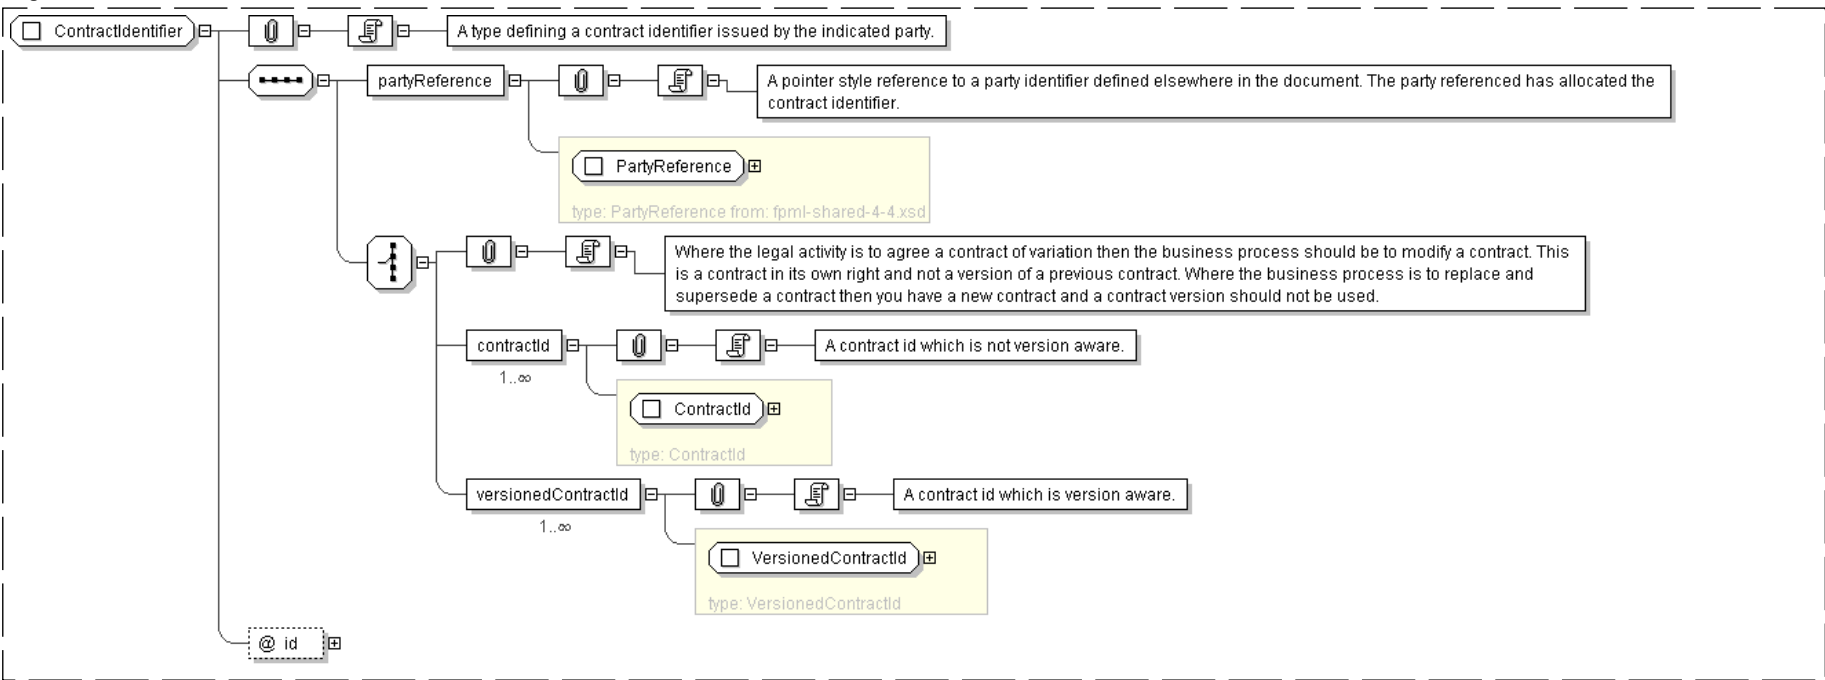 ContractIdentifier
A type defining a contract identifier issued by the indicated party.
partyReference
A pointer style reference to a party identifier defined elsewhere in the document. The party referenced has allocated the
contract identifier.
PartyReference
type: PartyReference from: fpml-shared-4-4.xsd
Where the legal activity is to agree a contract of variation then the business process should be to modify a contract. This
is a contract in its own right and not a version of a previous contract. Where the business process is to replace and
supersede a contract then you have a new contract and a contract version should not be used.
contractId
A contract id which is not version aware.
1..∞
ContractId
type: ContractId
versionedContractId
A contract id which is version aware.
1..∞
VersionedContractId
type: VersionedContractId
@ id